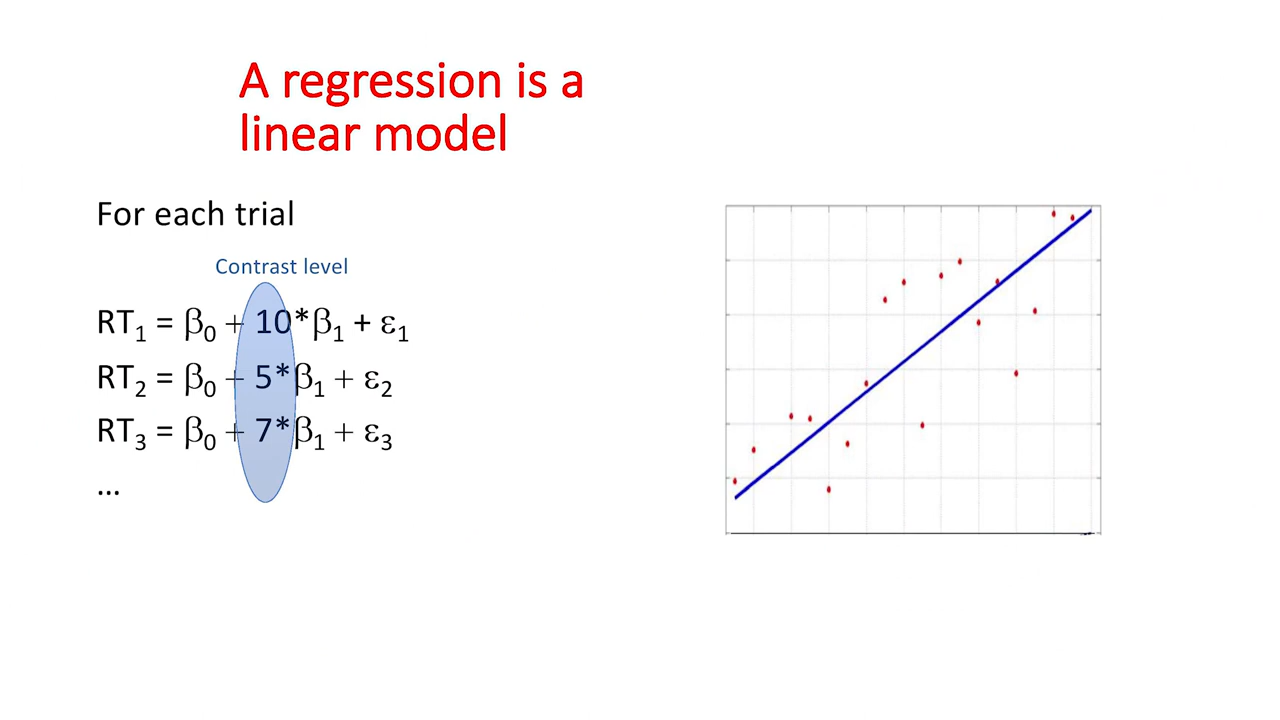 A regression is a
linear model
For each trial
Contrast level
RT₁ = β₀ + 10*β₁ + ε₁
RT₂ = β₀ + 5*β₁ + ε₂
RT₃ = β₀ + 7*β₁ + ε₃
...